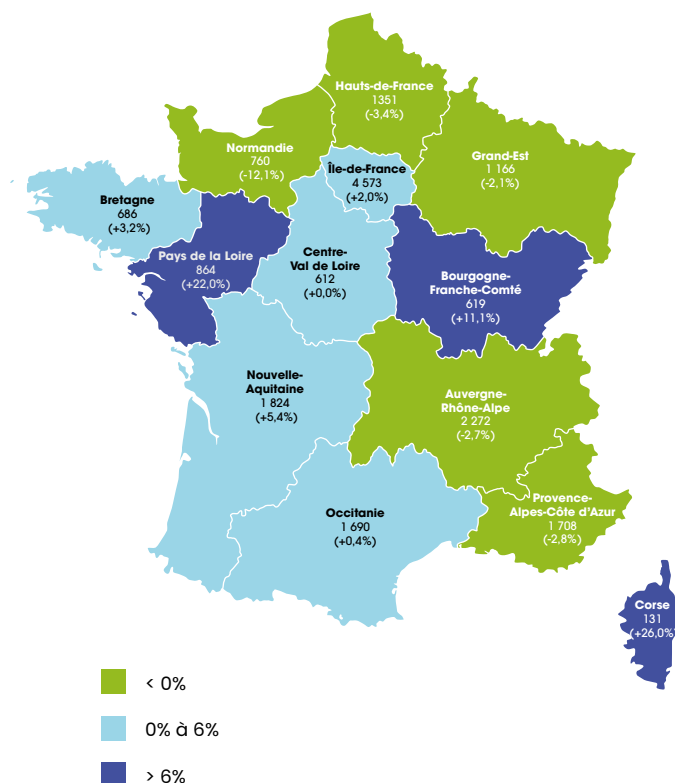 Hauts-de-France
1351
(-3,4%)
Normandie
760
(-12,1%)
Île-de-France
4 573
(+2,0%)
Grand-Est
1 166
(-2,1%)
Bretagne
686
(+3,2%)
Pays de la Loire
864
(+22,0%)
Centre-
Val de Loire
612
(+0,0%)
Bourgogne-
Franche-Comté
619
(+11,1%)
Nouvelle-
Aquitaine
1 824
(+5,4%)
Auvergne-
Rhône-Alpe
2 272
(-2,7%)
Occitanie
1 690
(+0,4%)
Provence-
Alpes-Côte d'Azur
1 708
(-2,8%)
Corse
131
(+26,0%)
< 0%
0% à 6%
> 6%